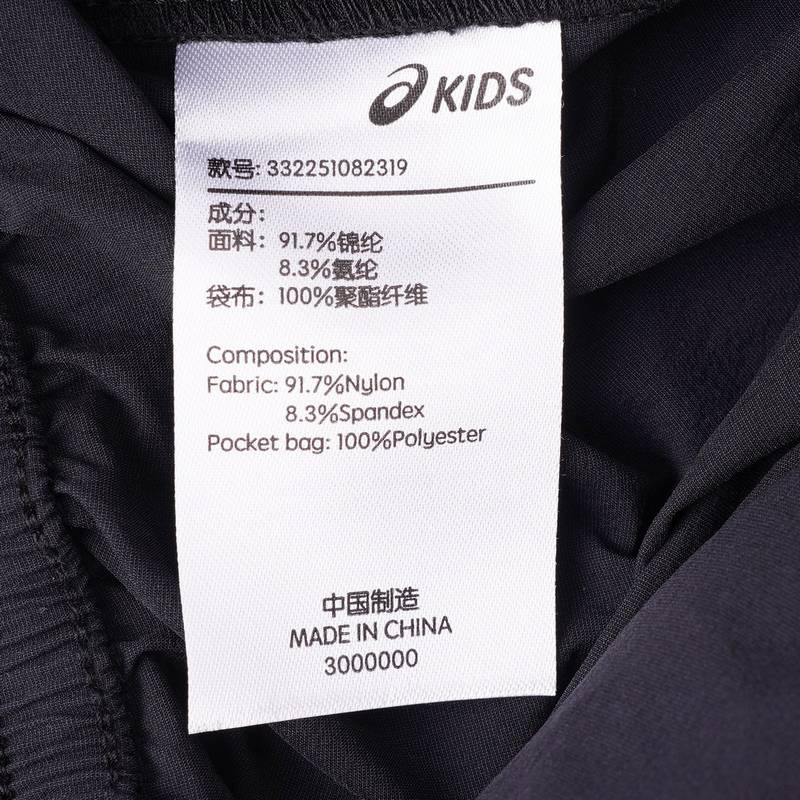 KIDS
款号: 332251082319
成分:
面料: 91.7%锦纶
8.3%氨纶
袋布: 100%聚酯纤维
Composition:
Fabric: 91.7%Nylon
8.3%Spandex
Pocket bag: 100%Polyester
中国制造
MADE IN CHINA
3000000